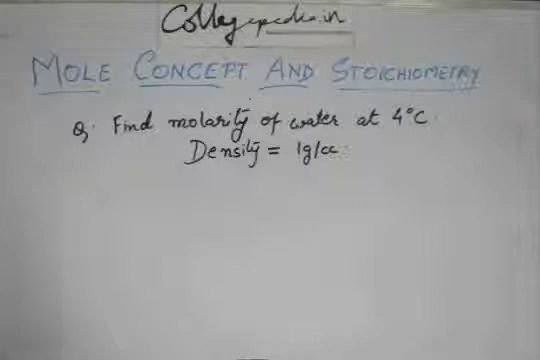 Collegepedia.in
MOLE CONCEPT AND STOICHIOMETRY
Q. Find molarity of water at 4°C.
Density = 1g/cc.